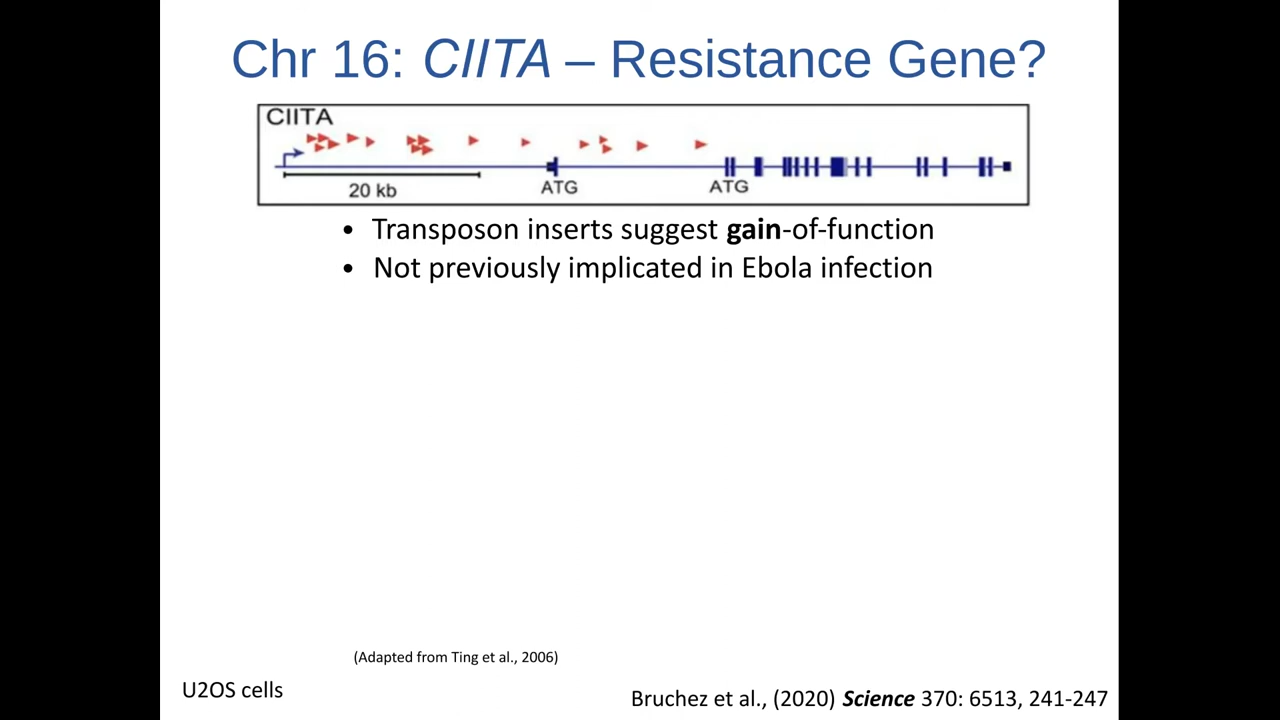 Chr 16: CIITA – Resistance Gene?
CIITA
20 kb
ATG
ATG
• Transposon inserts suggest gain-of-function
• Not previously implicated in Ebola infection
(Adapted from Ting et al., 2006)
U2OS cells
Bruchez et al., (2020) Science 370: 6513, 241-247